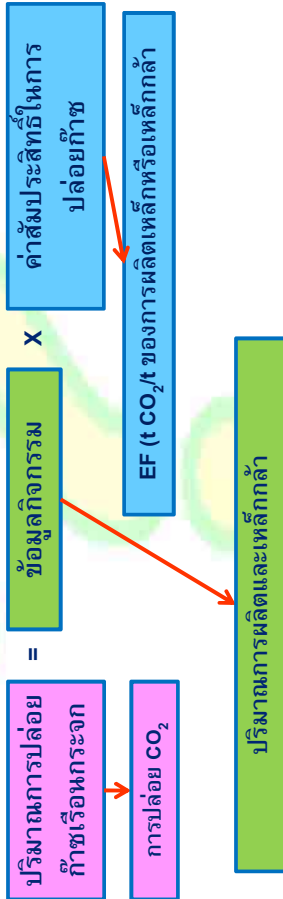 ปริมาณการปล่อย
ก๊าซเรือนกระจก
=
ข้อมูลกิจกรรม
X
ค่าสัมประสิทธิ์ในการ
ปล่อยก๊าซ
การปล่อย CO₂
EF (t CO₂/t ของการผลิตเหล็กหรือเหล็กกล้า
ปริมาณการผลิตและเหล็กกล้า